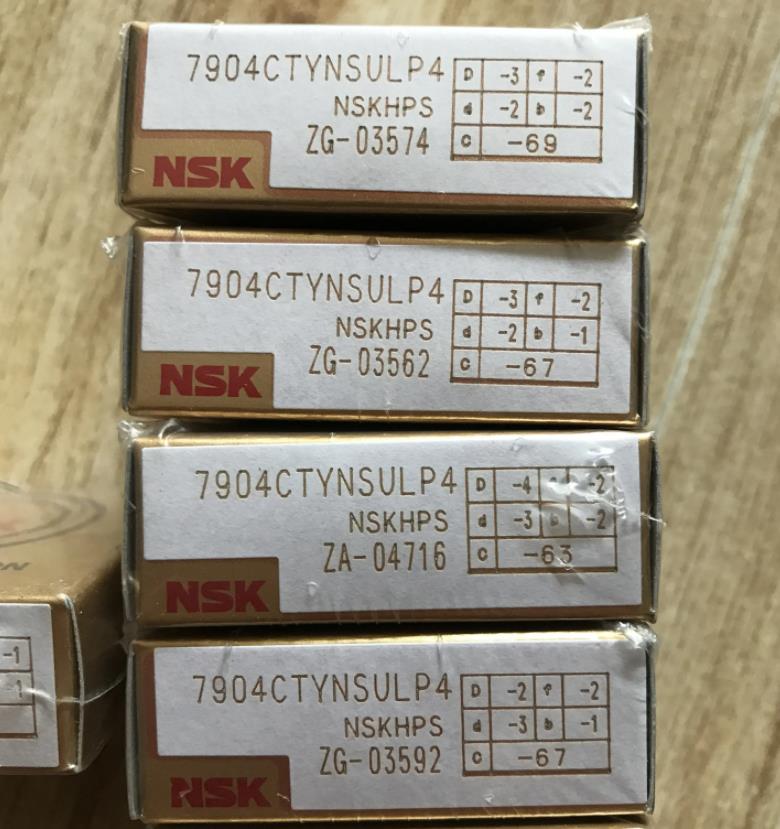 7904CTYNSULP4 D -3 f -2
NSKHPS d -2 b -2
ZG-03574 C -69
NSK
7904CTYNSULP4 D -3 f -2
NSKHPS d -2 b -1
ZG-03562 C -67
NSK
7904CTYNSULP4 D -4 -2
NSKHPS d -3 b -2
ZA-04716 C -63
NSK
7904CTYNSULP4 D -2 f -2
NSKHPS d -3 b -1
ZG-03592 C -67
NSK
-1
-1